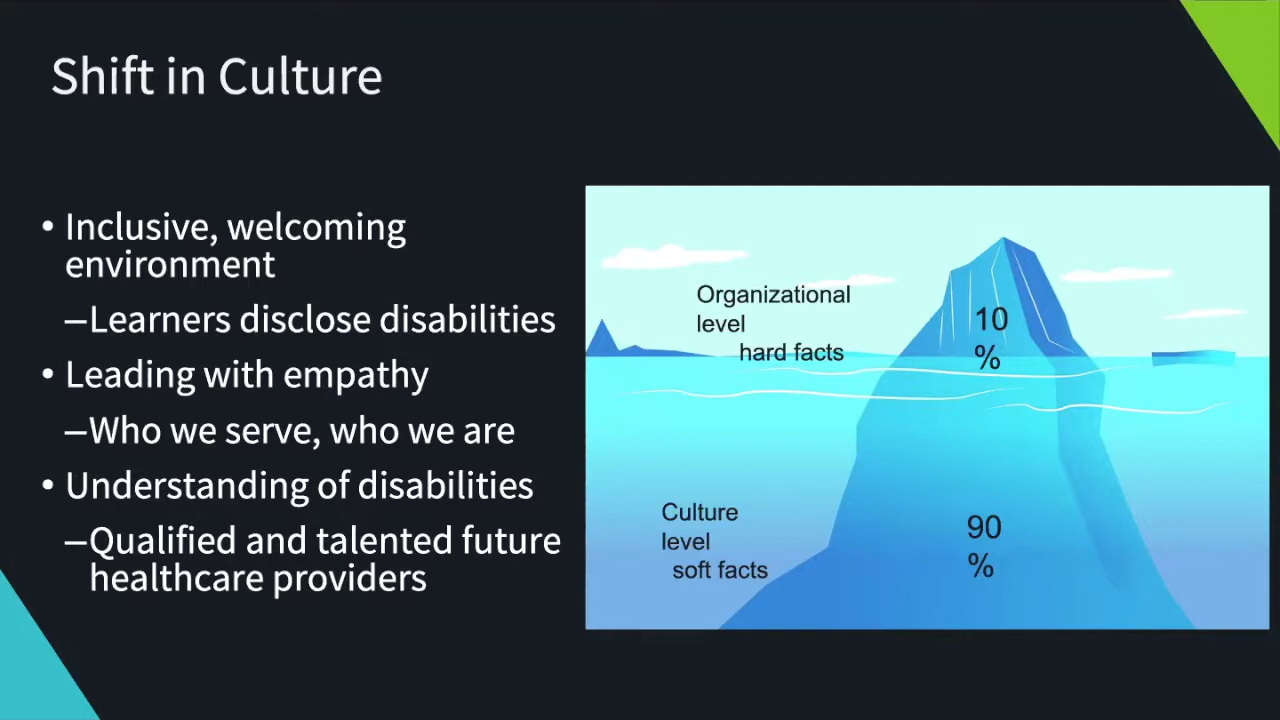 Shift in Culture
• Inclusive, welcoming
environment
–Learners disclose disabilities
• Leading with empathy
–Who we serve, who we are
• Understanding of disabilities
–Qualified and talented future
healthcare providers
Organizational
level
hard facts
10
%
Culture
level
soft facts
90
%